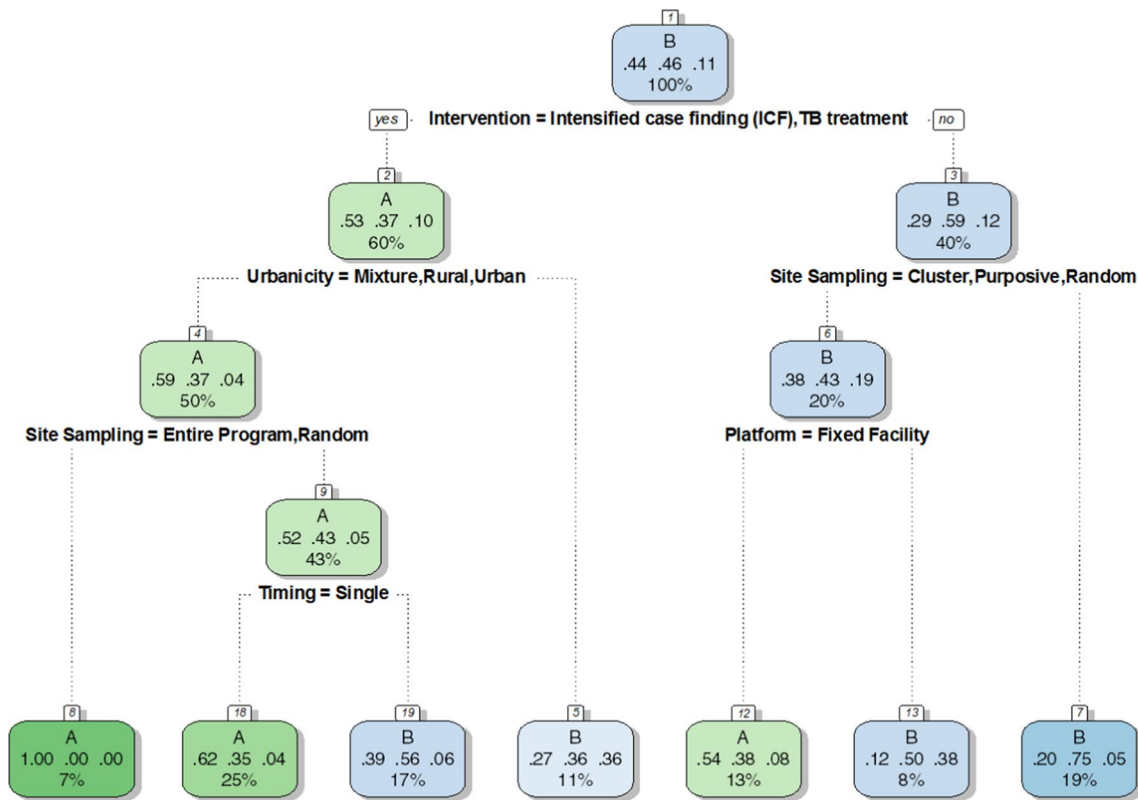 1
B
.44 .46 .11
100%
yes
Intervention = Intensified case finding (ICF),TB treatment
no
2
A
.53 .37 .10
60%
3
B
.29 .59 .12
40%
Urbanicity = Mixture,Rural,Urban
Site Sampling = Cluster,Purposive,Random
4
A
.59 .37 .04
50%
6
B
.38 .43 .19
20%
Site Sampling = Entire Program,Random
Platform = Fixed Facility
9
A
.52 .43 .05
43%
Timing = Single
8
A
1.00 .00 .00
7%
18
A
.62 .35 .04
25%
19
B
.39 .56 .06
17%
5
B
.27 .36 .36
11%
12
A
.54 .38 .08
13%
13
B
.12 .50 .38
8%
7
B
.20 .75 .05
19%